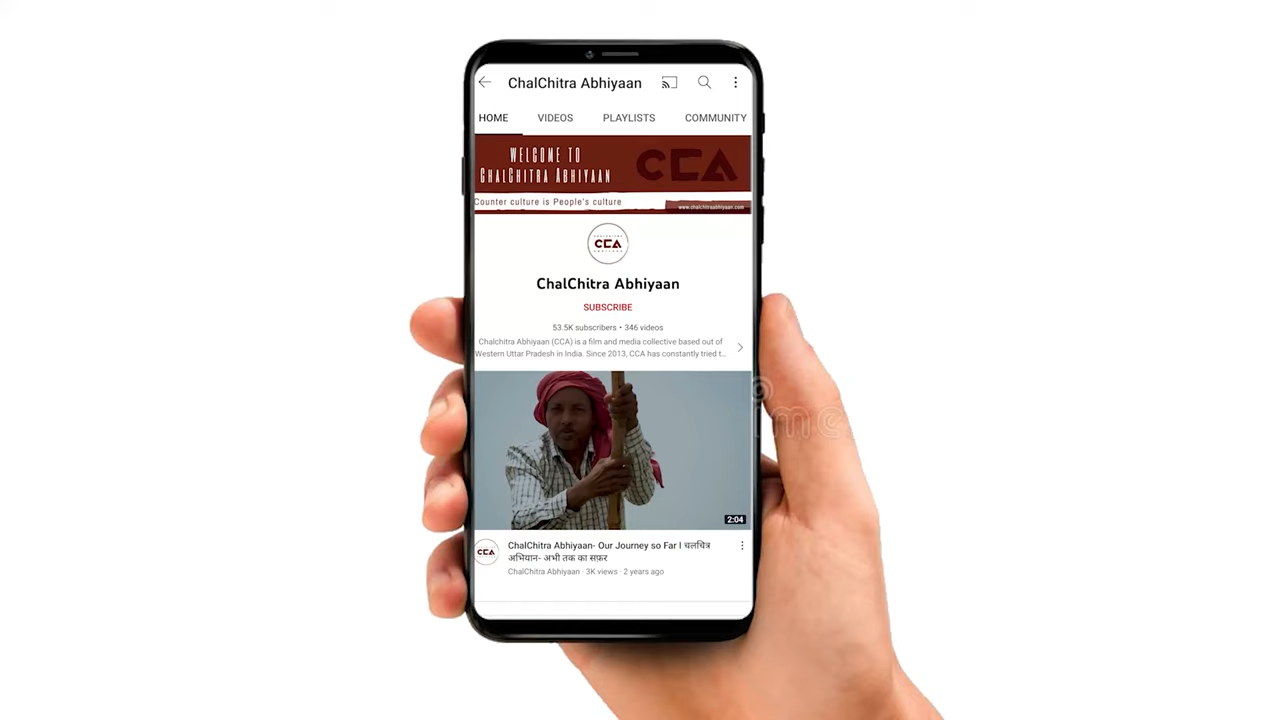 ChalChitra Abhiyaan
HOME VIDEOS PLAYLISTS COMMUNITY
WELCOME TO
CHALCHITRA ABHIYAAN
CCA
Counter culture is People's culture
www.chalchitraabhiyaan.com
CCA
ChalChitra Abhiyaan
SUBSCRIBE
53.5K subscribers • 346 videos
Chalchitra Abhiyaan (CCA) is a film and media collective based out of
Western Uttar Pradesh in India. Since 2013, CCA has constantly tried t...
2:04
CCA
ChalChitra Abhiyaan- Our Journey so Far l चलचित्र
अभियान- अभी तक का सफ़र
ChalChitra Abhiyaan · 3K views · 2 years ago